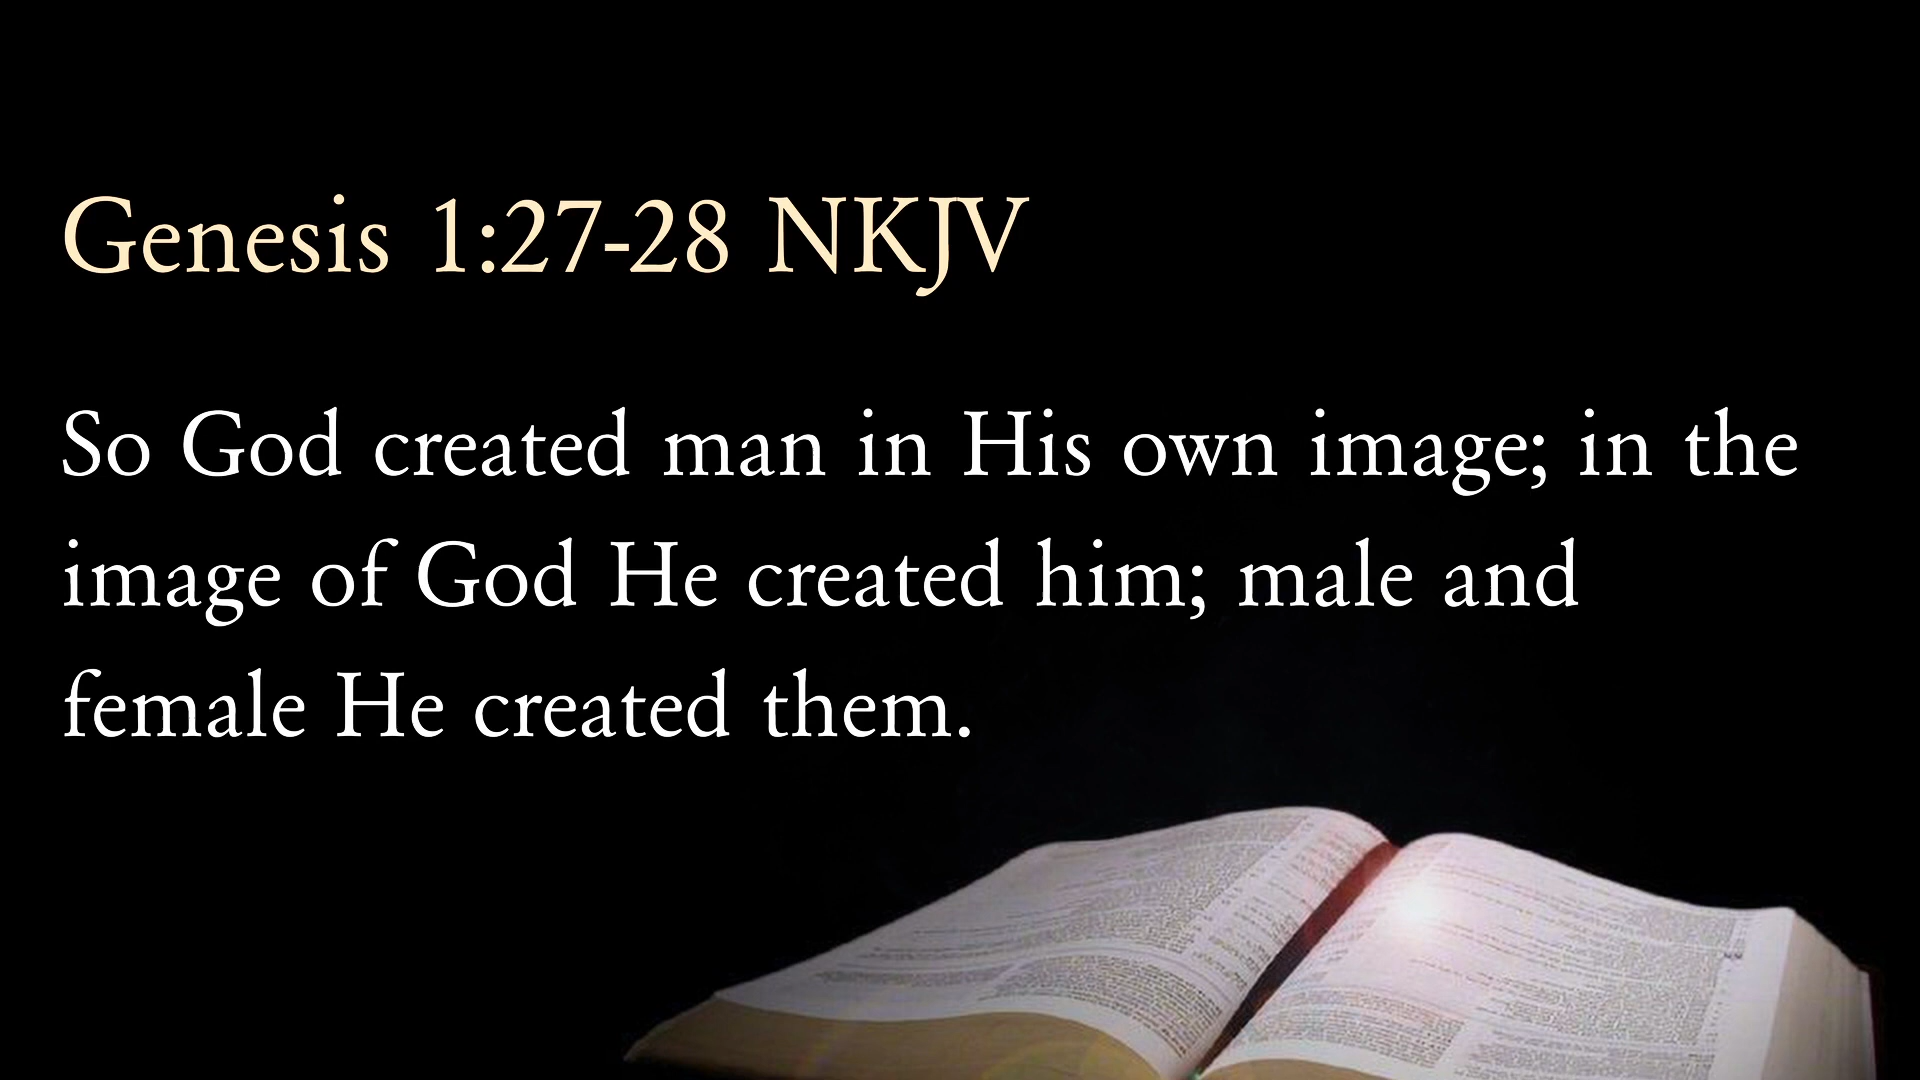 Genesis 1:27-28 NKJV
So God created man in His own image; in the
image of God He created him; male and
female He created them.